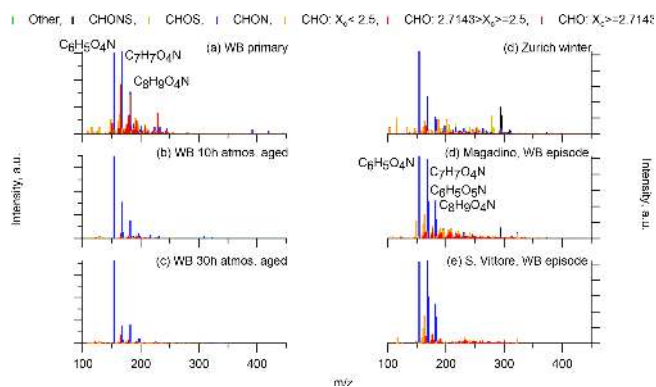 Other, CHONS, CHOS, CHON, CHO: Xc< 2.5, CHO: 2.7143>Xc>=2.5, CHO: Xc>=2.7143
C6H5O4N
(a) WB primary
C7H7O4N
C8H9O4N
(d) Zurich winter
(b) WB 10h atmos. aged
C6H5O4N
(d) Magadino, WB episode
C7H7O4N
C6H5O5N
C8H9O4N
(c) WB 30h atmos. aged
(e) S. Vittore, WB episode
Intensity, a.u.
Intensity, a.u.
100 200 300 400
100 200 300 400
m/z